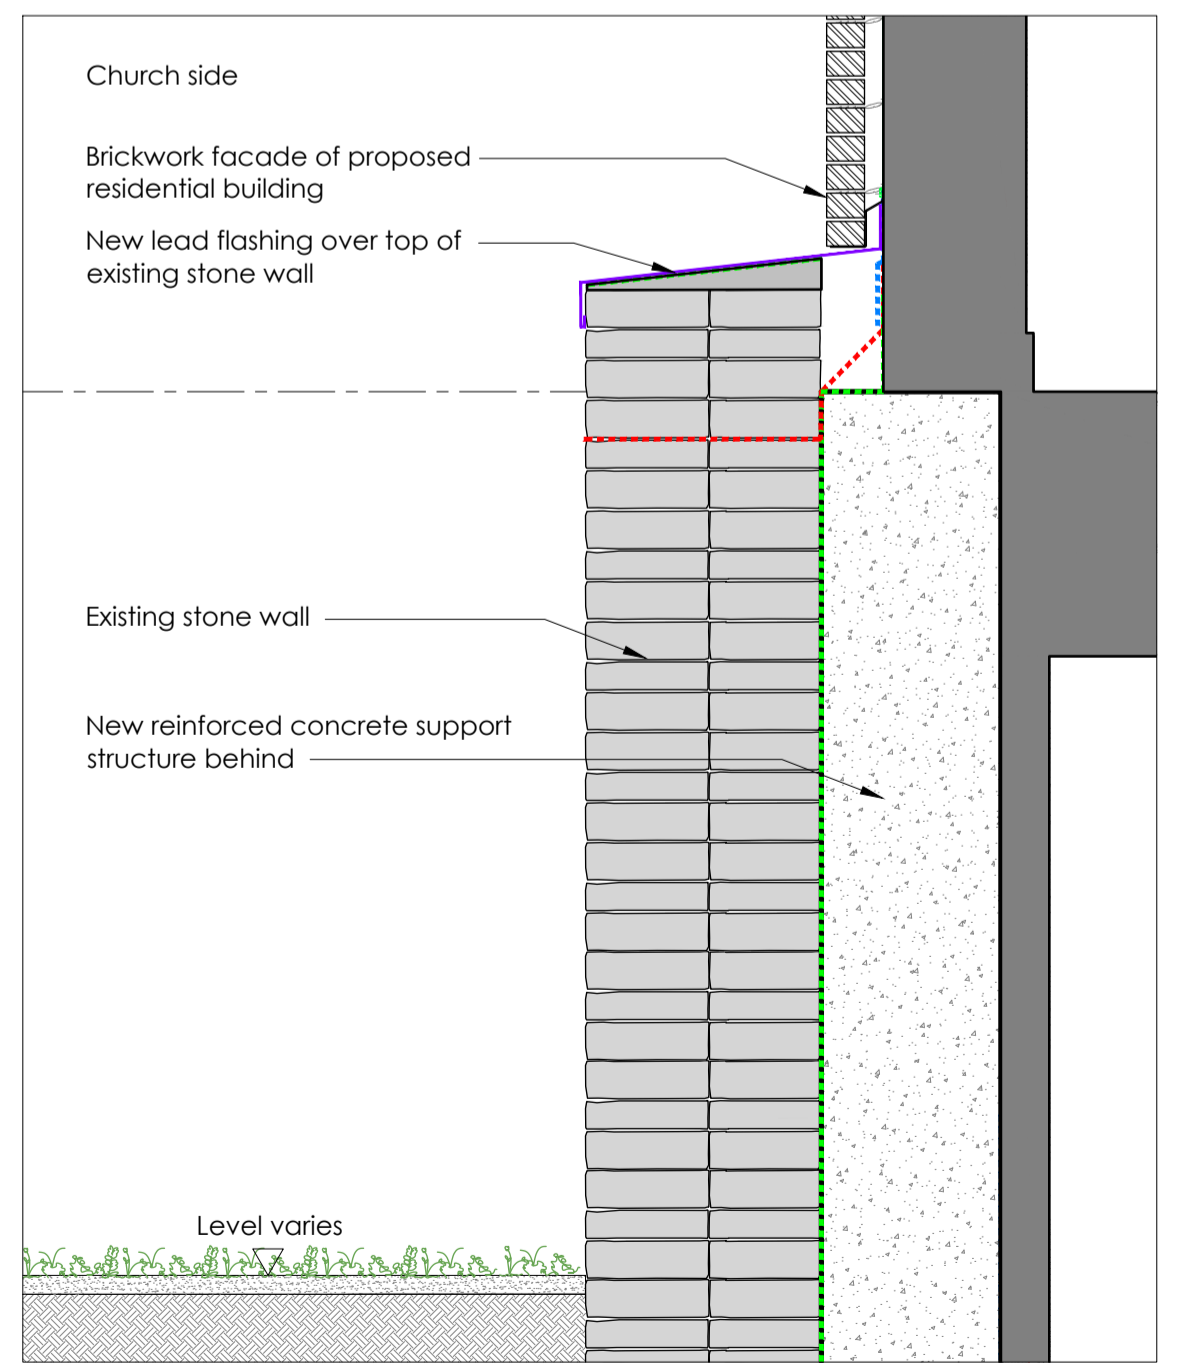 Church side
Brickwork facade of proposed
residential building
New lead flashing over top of
existing stone wall
Existing stone wall
New reinforced concrete support
structure behind
Level varies